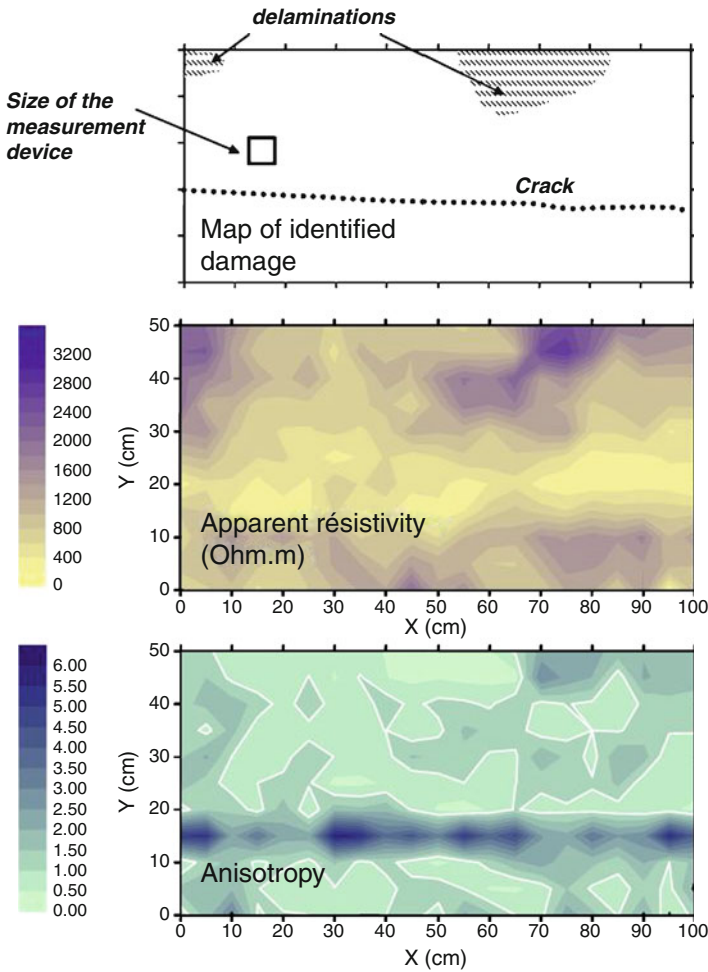 delaminations
Size of the
measurement
device
Crack
Map of identified
damage
3200
2800
2400
2000
1600
1200
800
400
0
Y (cm)
50
40
30
20
10
0
Apparent résistivity
(Ohm.m)
0 10 20 30 40 50 60 70 80 90 100
X (cm)
6.00
5.50
5.00
4.50
4.00
3.50
3.00
2.50
2.00
1.50
1.00
0.50
0.00
Y (cm)
50
40
30
20
10
0
Anisotropy
0 10 20 30 40 50 60 70 80 90 100
X (cm)